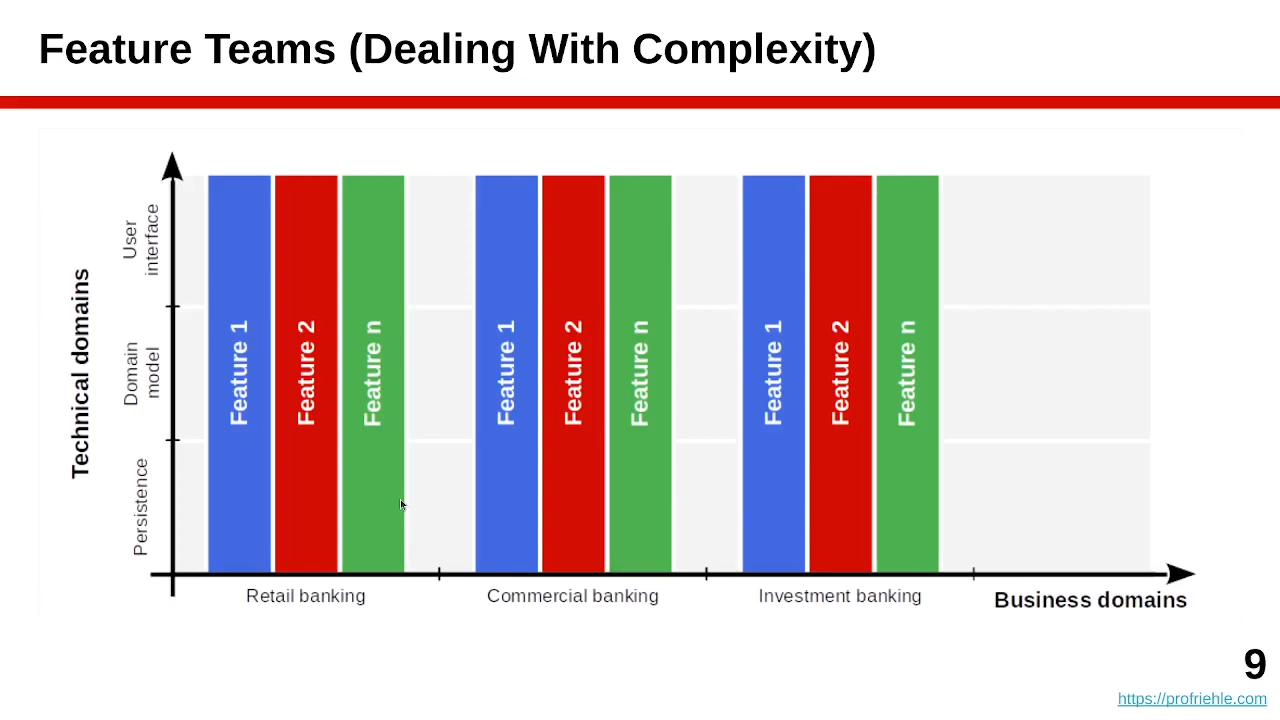 Feature Teams (Dealing With Complexity)
Technical domains
User
interface
Domain
model
Persistence
Feature 1
Feature 2
Feature n
Feature 1
Feature 2
Feature n
Feature 1
Feature 2
Feature n
Retail banking
Commercial banking
Investment banking
Business domains
9
https://profriehle.com